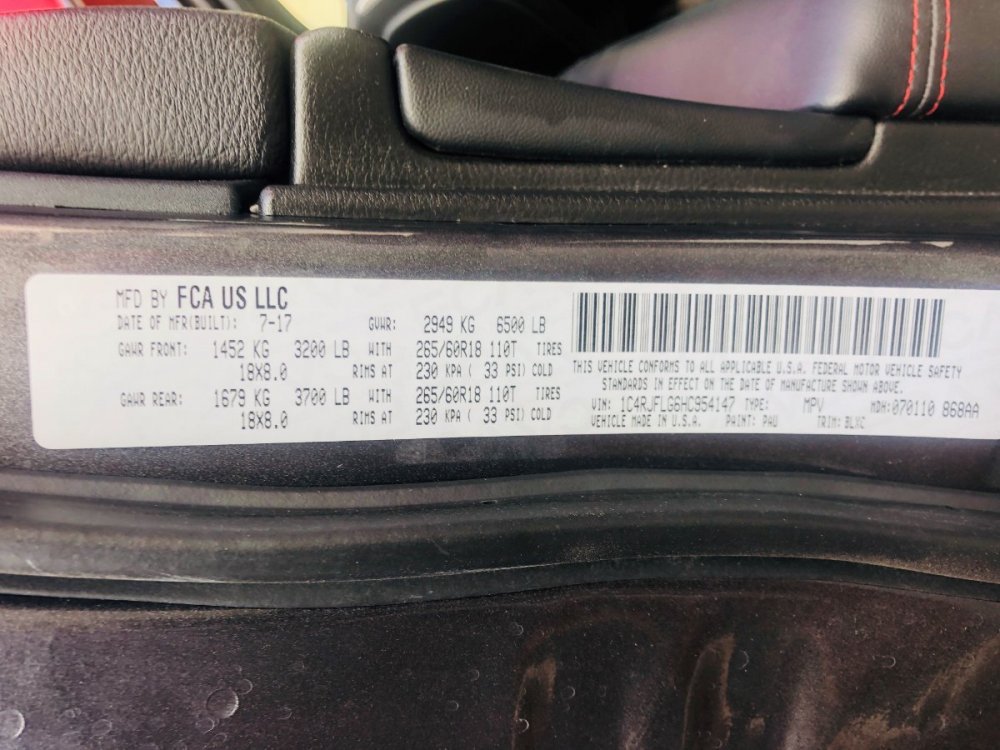 MFD BY FCA US LLC
DATE OF MFR(BUILT): 7-17 GVWR: 2949 KG 6500 LB
GAWR FRONT: 1452 KG 3200 LB WITH 265/60R18 110T TIRES
18X8.0 RIMS AT 230 KPA ( 33 PSI) COLD
GAWR REAR: 1679 KG 3700 LB WITH 265/60R18 110T TIRES
18X8.0 RIMS AT 230 KPA ( 33 PSI) COLD
THIS VEHICLE CONFORMS TO ALL APPLICABLE U.S.A. FEDERAL MOTOR VEHICLE SAFETY
STANDARDS IN EFFECT ON THE DATE OF MANUFACTURE SHOWN ABOVE.
VIN: 1C4RJFLG6HC954147 TYPE: MPV MDH:070110 868AA
VEHICLE MADE IN U.S.A. PAINT: PAU TRIM: BLXC